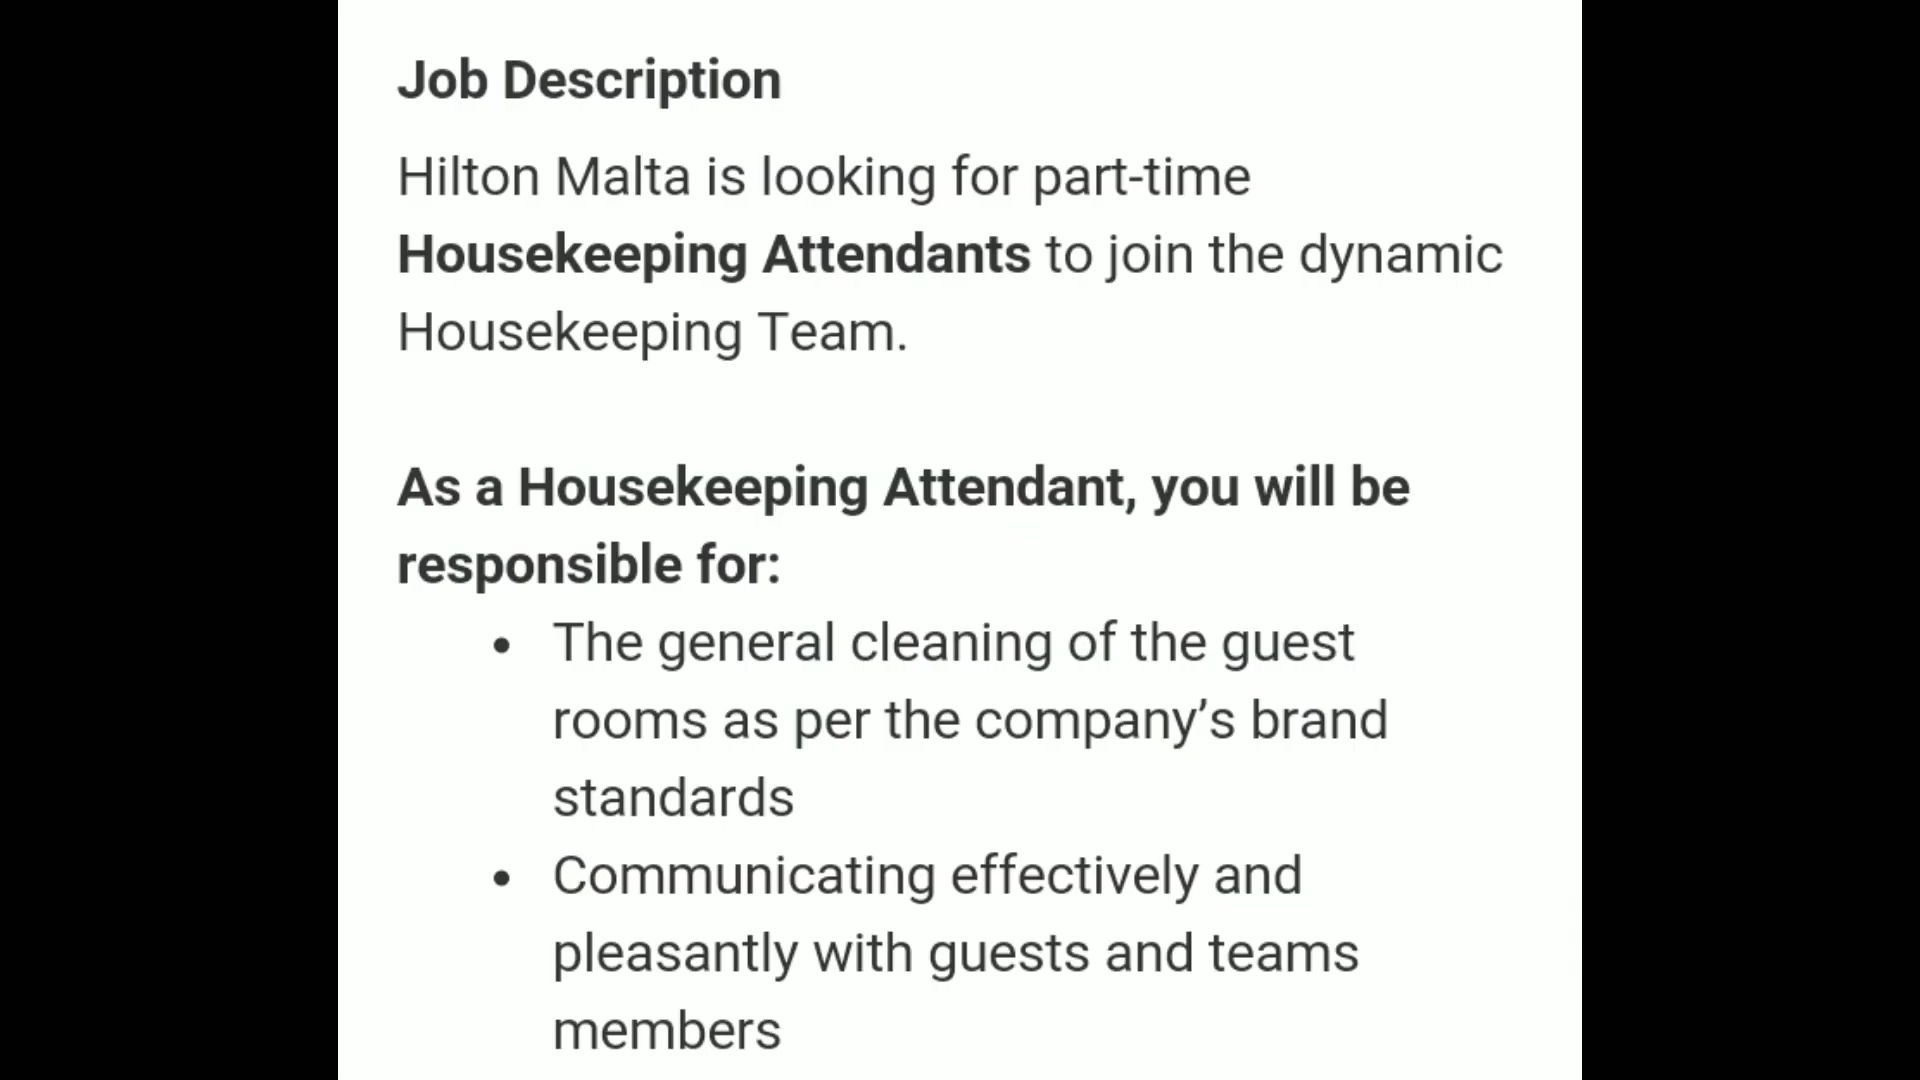 Job Description
Hilton Malta is looking for part-time
Housekeeping Attendants to join the dynamic
Housekeeping Team.
As a Housekeeping Attendant, you will be
responsible for:
• The general cleaning of the guest
rooms as per the company’s brand
standards
• Communicating effectively and
pleasantly with guests and teams
members